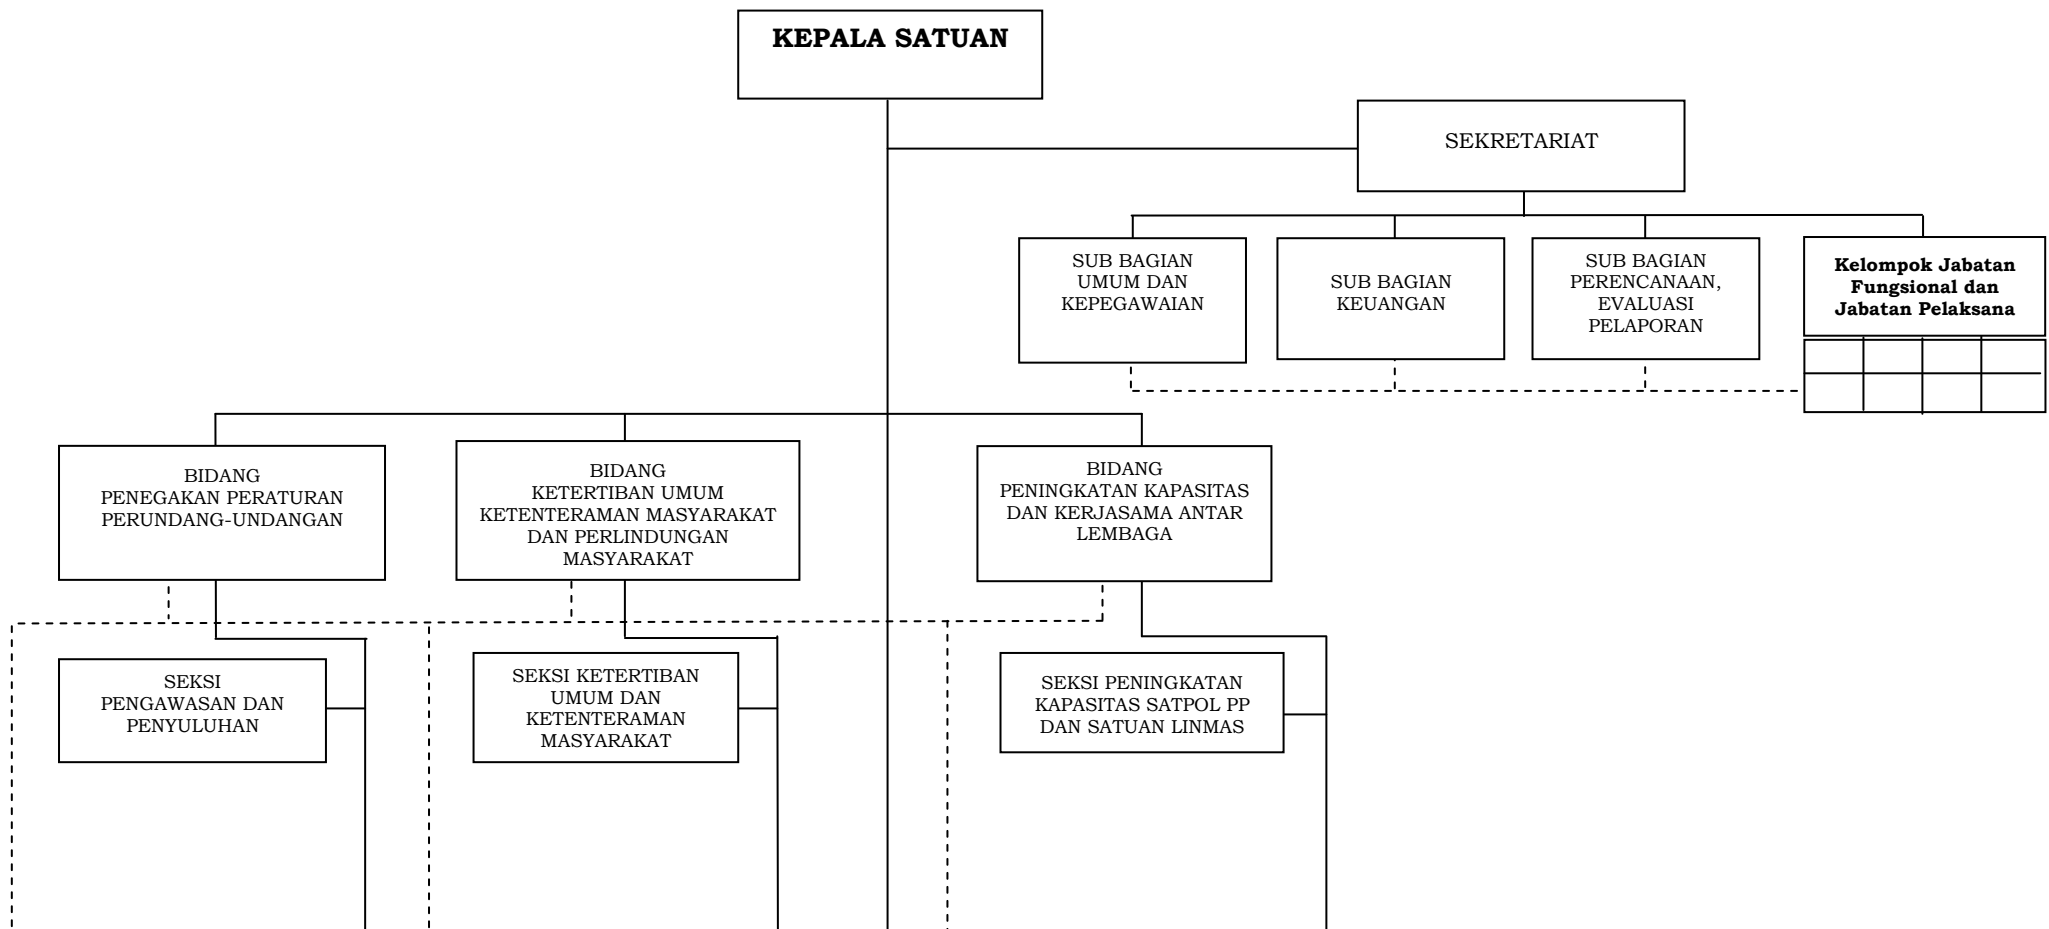 KEPALA SATUAN
SEKRETARIAT
SUB BAGIAN
UMUM DAN
KEPEGAWAIAN
SUB BAGIAN
KEUANGAN
SUB BAGIAN
PERENCANAAN,
EVALUASI
PELAPORAN
Kelompok Jabatan
Fungsional dan
Jabatan Pelaksana
BIDANG
PENEGAKAN PERATURAN
PERUNDANG-UNDANGAN
BIDANG
KETERTIBAN UMUM
KETENTERAMAN MASYARAKAT
DAN PERLINDUNGAN
MASYARAKAT
BIDANG
PENINGKATAN KAPASITAS
DAN KERJASAMA ANTAR
LEMBAGA
SEKSI
PENGAWASAN DAN
PENYULUHAN
SEKSI KETERTIBAN
UMUM DAN
KETENTERAMAN
MASYARAKAT
SEKSI PENINGKATAN
KAPASITAS SATPOL PP
DAN SATUAN LINMAS